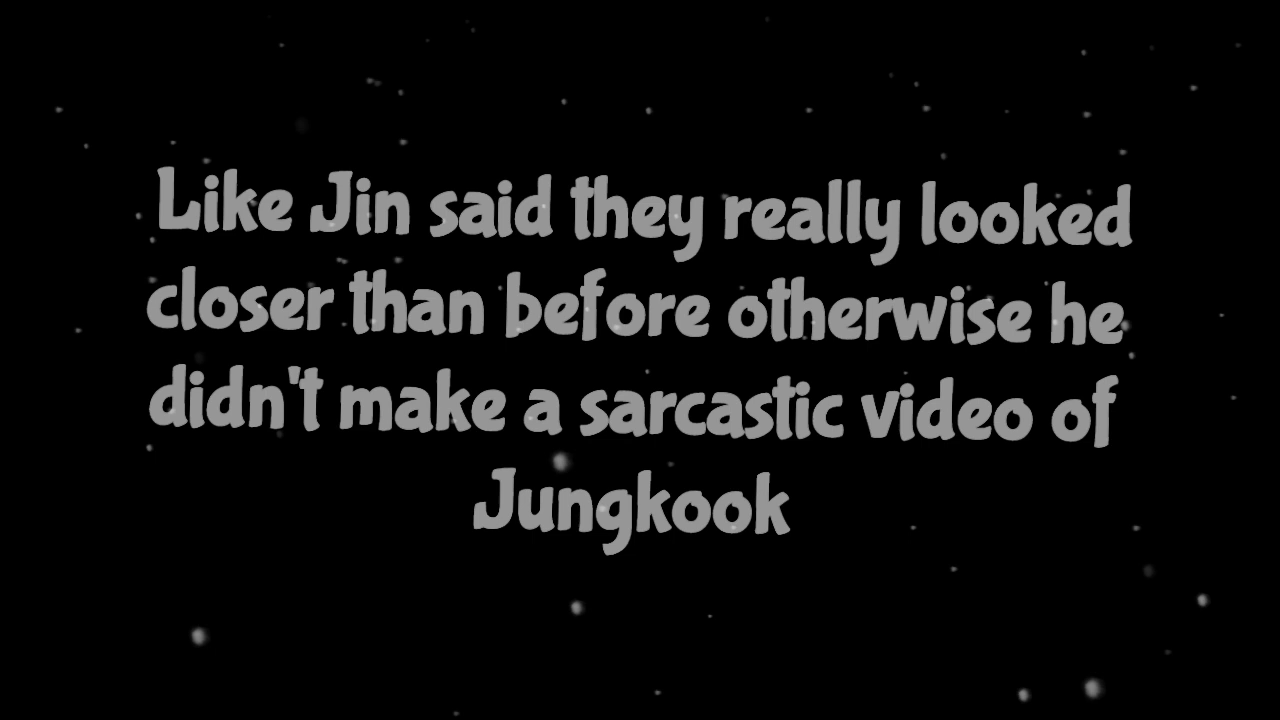 Like Jin said they really looked
closer than before otherwise he
didn't make a sarcastic video of
Jungkook